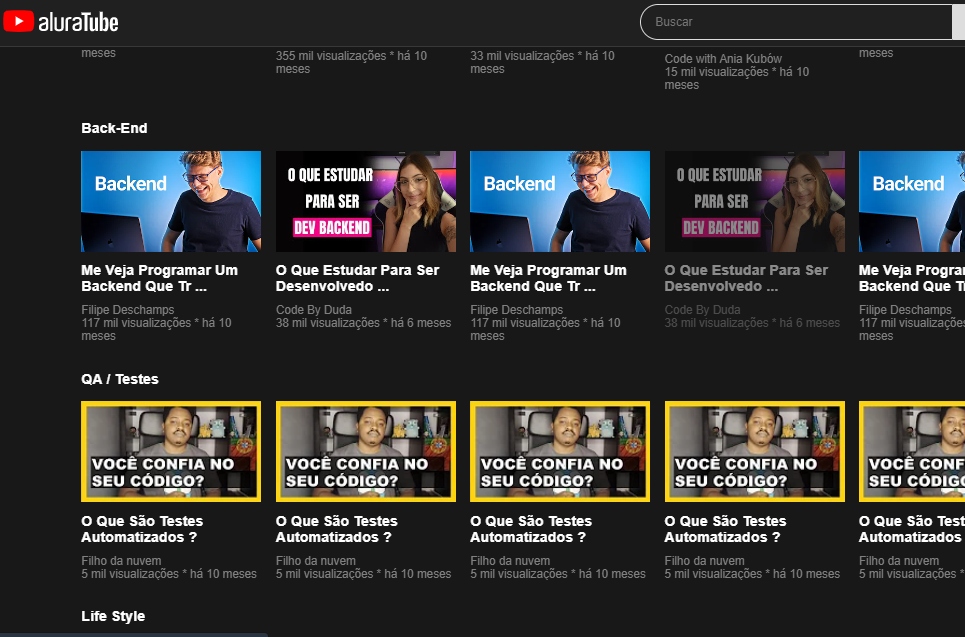 aluraTube
Buscar
meses
355 mil visualizações * há 10
meses
33 mil visualizações * há 10
meses
Code with Ania Kubów
15 mil visualizações * há 10
meses
meses
Back-End
Backend
O QUE ESTUDAR
PARA SER
DEV BACKEND
Backend
O QUE ESTUDAR
PARA SER
DEV BACKEND
Backend
Me Veja Programar Um
Backend Que Tr ...
Filipe Deschamps
117 mil visualizações * há 10
meses
O Que Estudar Para Ser
Desenvolvedo ...
Code By Duda
38 mil visualizações * há 6 meses
Me Veja Programar Um
Backend Que Tr ...
Filipe Deschamps
117 mil visualizações * há 10
meses
O Que Estudar Para Ser
Desenvolvedo ...
Code By Duda
38 mil visualizações * há 6 meses
Me Veja Prograr
Backend Que T
Filipe Deschamps
117 mil visualizações
meses
QA / Testes
VOCÊ CONFIA NO
SEU CÓDIGO?
VOCÊ CONFIA NO
SEU CÓDIGO?
VOCÊ CONFIA NO
SEU CÓDIGO?
VOCÊ CONFIA NO
SEU CÓDIGO?
VOCÊ CONF
SEU CÓDIG
O Que São Testes
Automatizados ?
Filho da nuvem
5 mil visualizações * há 10 meses
O Que São Testes
Automatizados ?
Filho da nuvem
5 mil visualizações * há 10 meses
O Que São Testes
Automatizados ?
Filho da nuvem
5 mil visualizações * há 10 meses
O Que São Testes
Automatizados ?
Filho da nuvem
5 mil visualizações * há 10 meses
O Que São Test
Automatizados
Filho da nuvem
5 mil visualizações *
Life Style